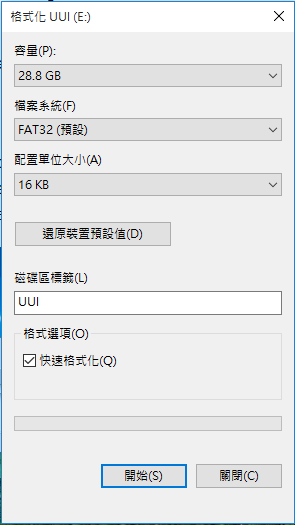 格式化 UUI (E:)
容量(P):
28.8 GB
檔案系統(F)
FAT32 (預設)
配置單位大小(A)
16 KB
還原裝置預設值(D)
磁碟區標籤(L)
UUI
格式選項(O)
快速格式化(Q)
開始(S)
關閉(C)